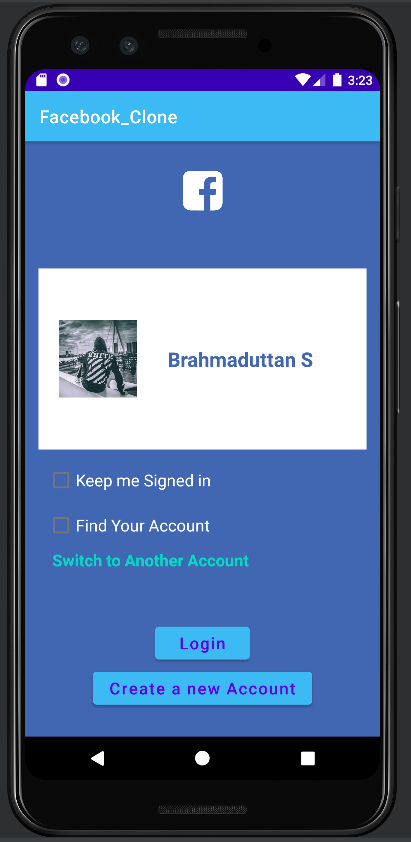 3:23
Facebook_Clone
Brahmaduttan S
Keep me Signed in
Find Your Account
Switch to Another Account
Login
Create a new Account